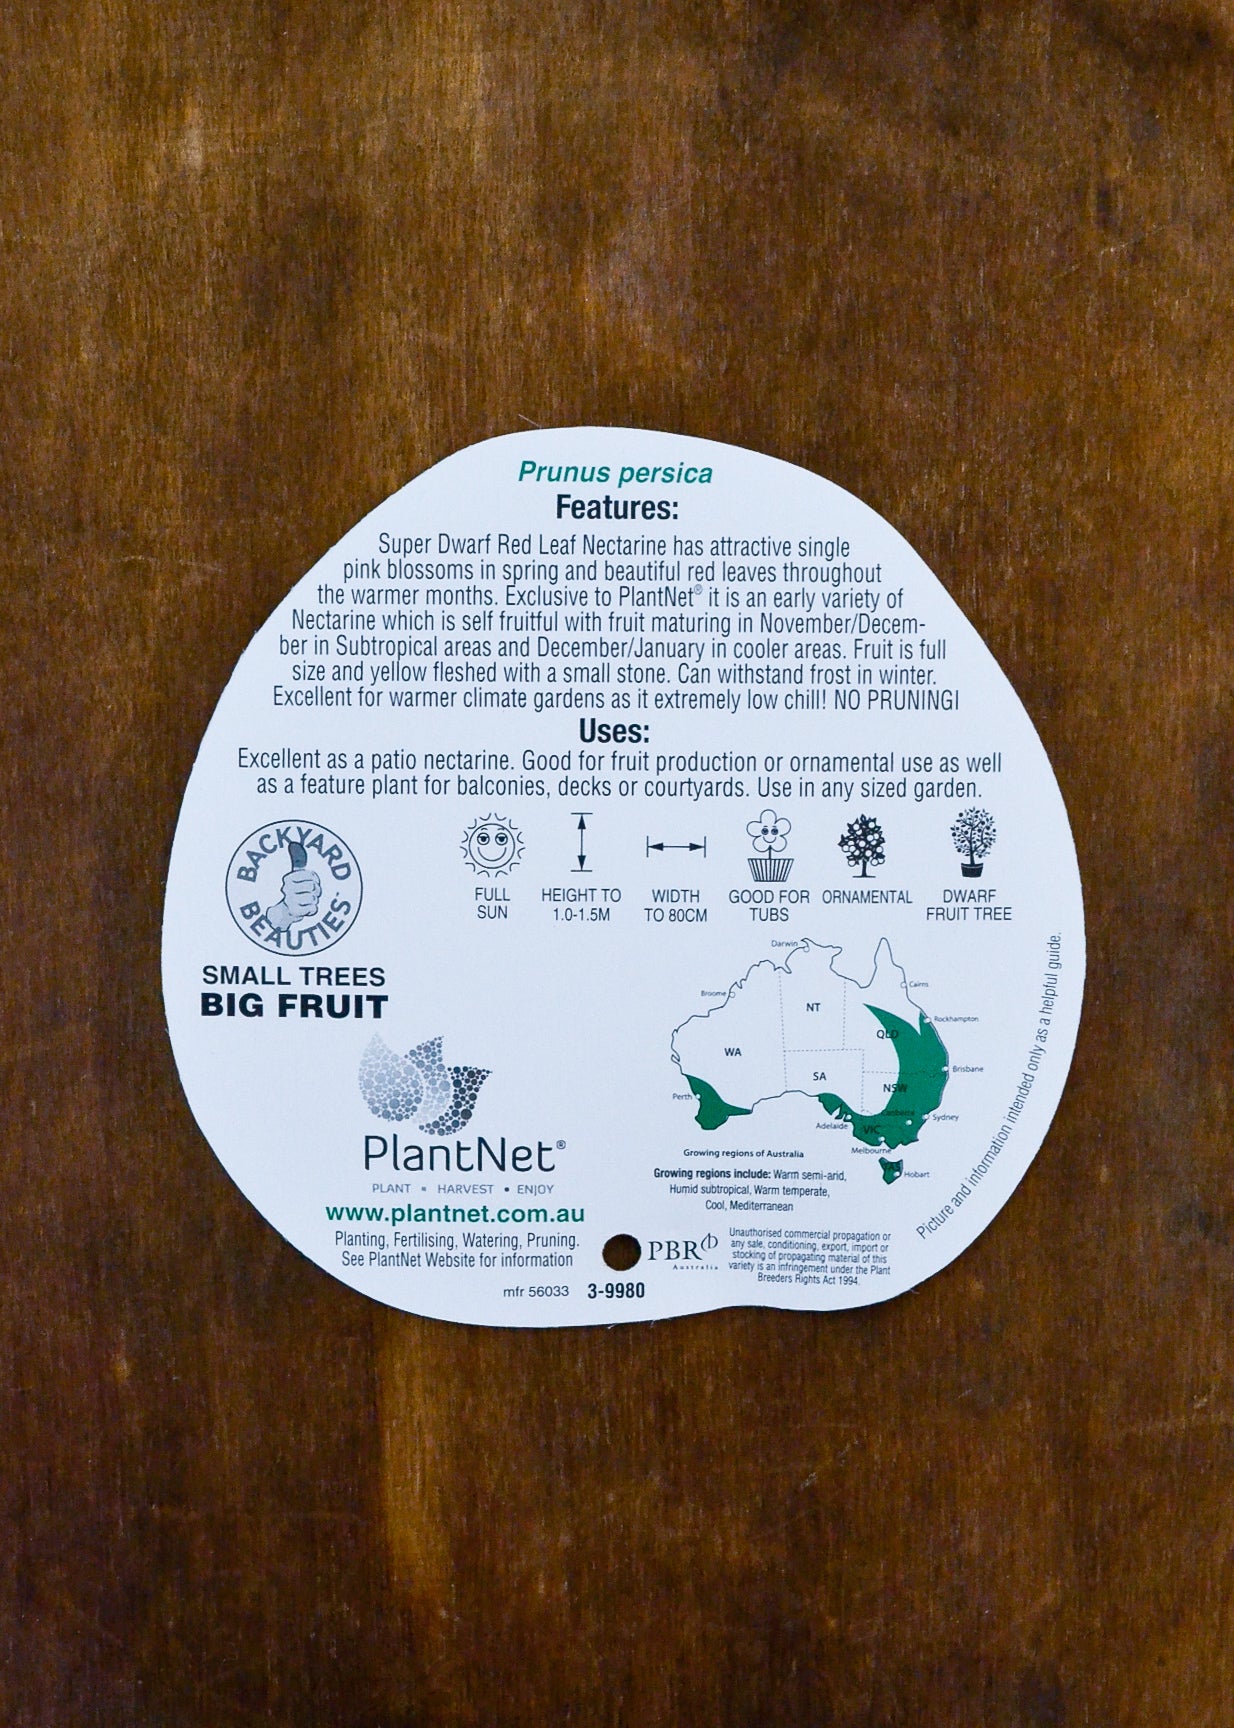 Prunus persica
Features:
Super Dwarf Red Leaf Nectarine has attractive single
pink blossoms in spring and beautiful red leaves throughout
the warmer months. Exclusive to PlantNet® it is an early variety of
Nectarine which is self fruitful with fruit maturing in November/Decem-
ber in Subtropical areas and December/January in cooler areas. Fruit is full
size and yellow fleshed with a small stone. Can withstand frost in winter.
Excellent for warmer climate gardens as it extremely low chill! NO PRUNING!
Uses:
Excellent as a patio nectarine. Good for fruit production or ornamental use as well
as a feature plant for balconies, decks or courtyards. Use in any sized garden.
BACKYARD
BEAUTIES™
SMALL TREES
BIG FRUIT
FULL
SUN
HEIGHT TO
1.0-1.5M
WIDTH
TO 80CM
GOOD FOR
TUBS
ORNAMENTAL
DWARF
FRUIT TREE
Darwin
Broome
Cairns
NT
Rockhampton
QLD
WA
SA
Brisbane
NSW
Perth
Canberra
Sydney
Adelaide
VIC
Melbourne
TAS
Hobart
Growing regions of Australia
Growing regions include: Warm semi-arid,
Humid subtropical, Warm temperate,
Cool, Mediterranean
Picture and information intended only as a helpful guide.
PlantNet®
PLANT • HARVEST • ENJOY
www.plantnet.com.au
Planting, Fertilising, Watering, Pruning.
See PlantNet Website for information
PBR
Australia
Unauthorised commercial propagation or
any sale, conditioning, export, import or
stocking of propagating material of this
variety is an infringement under the Plant
Breeders Rights Act 1994.
mfr 56033 3-9980